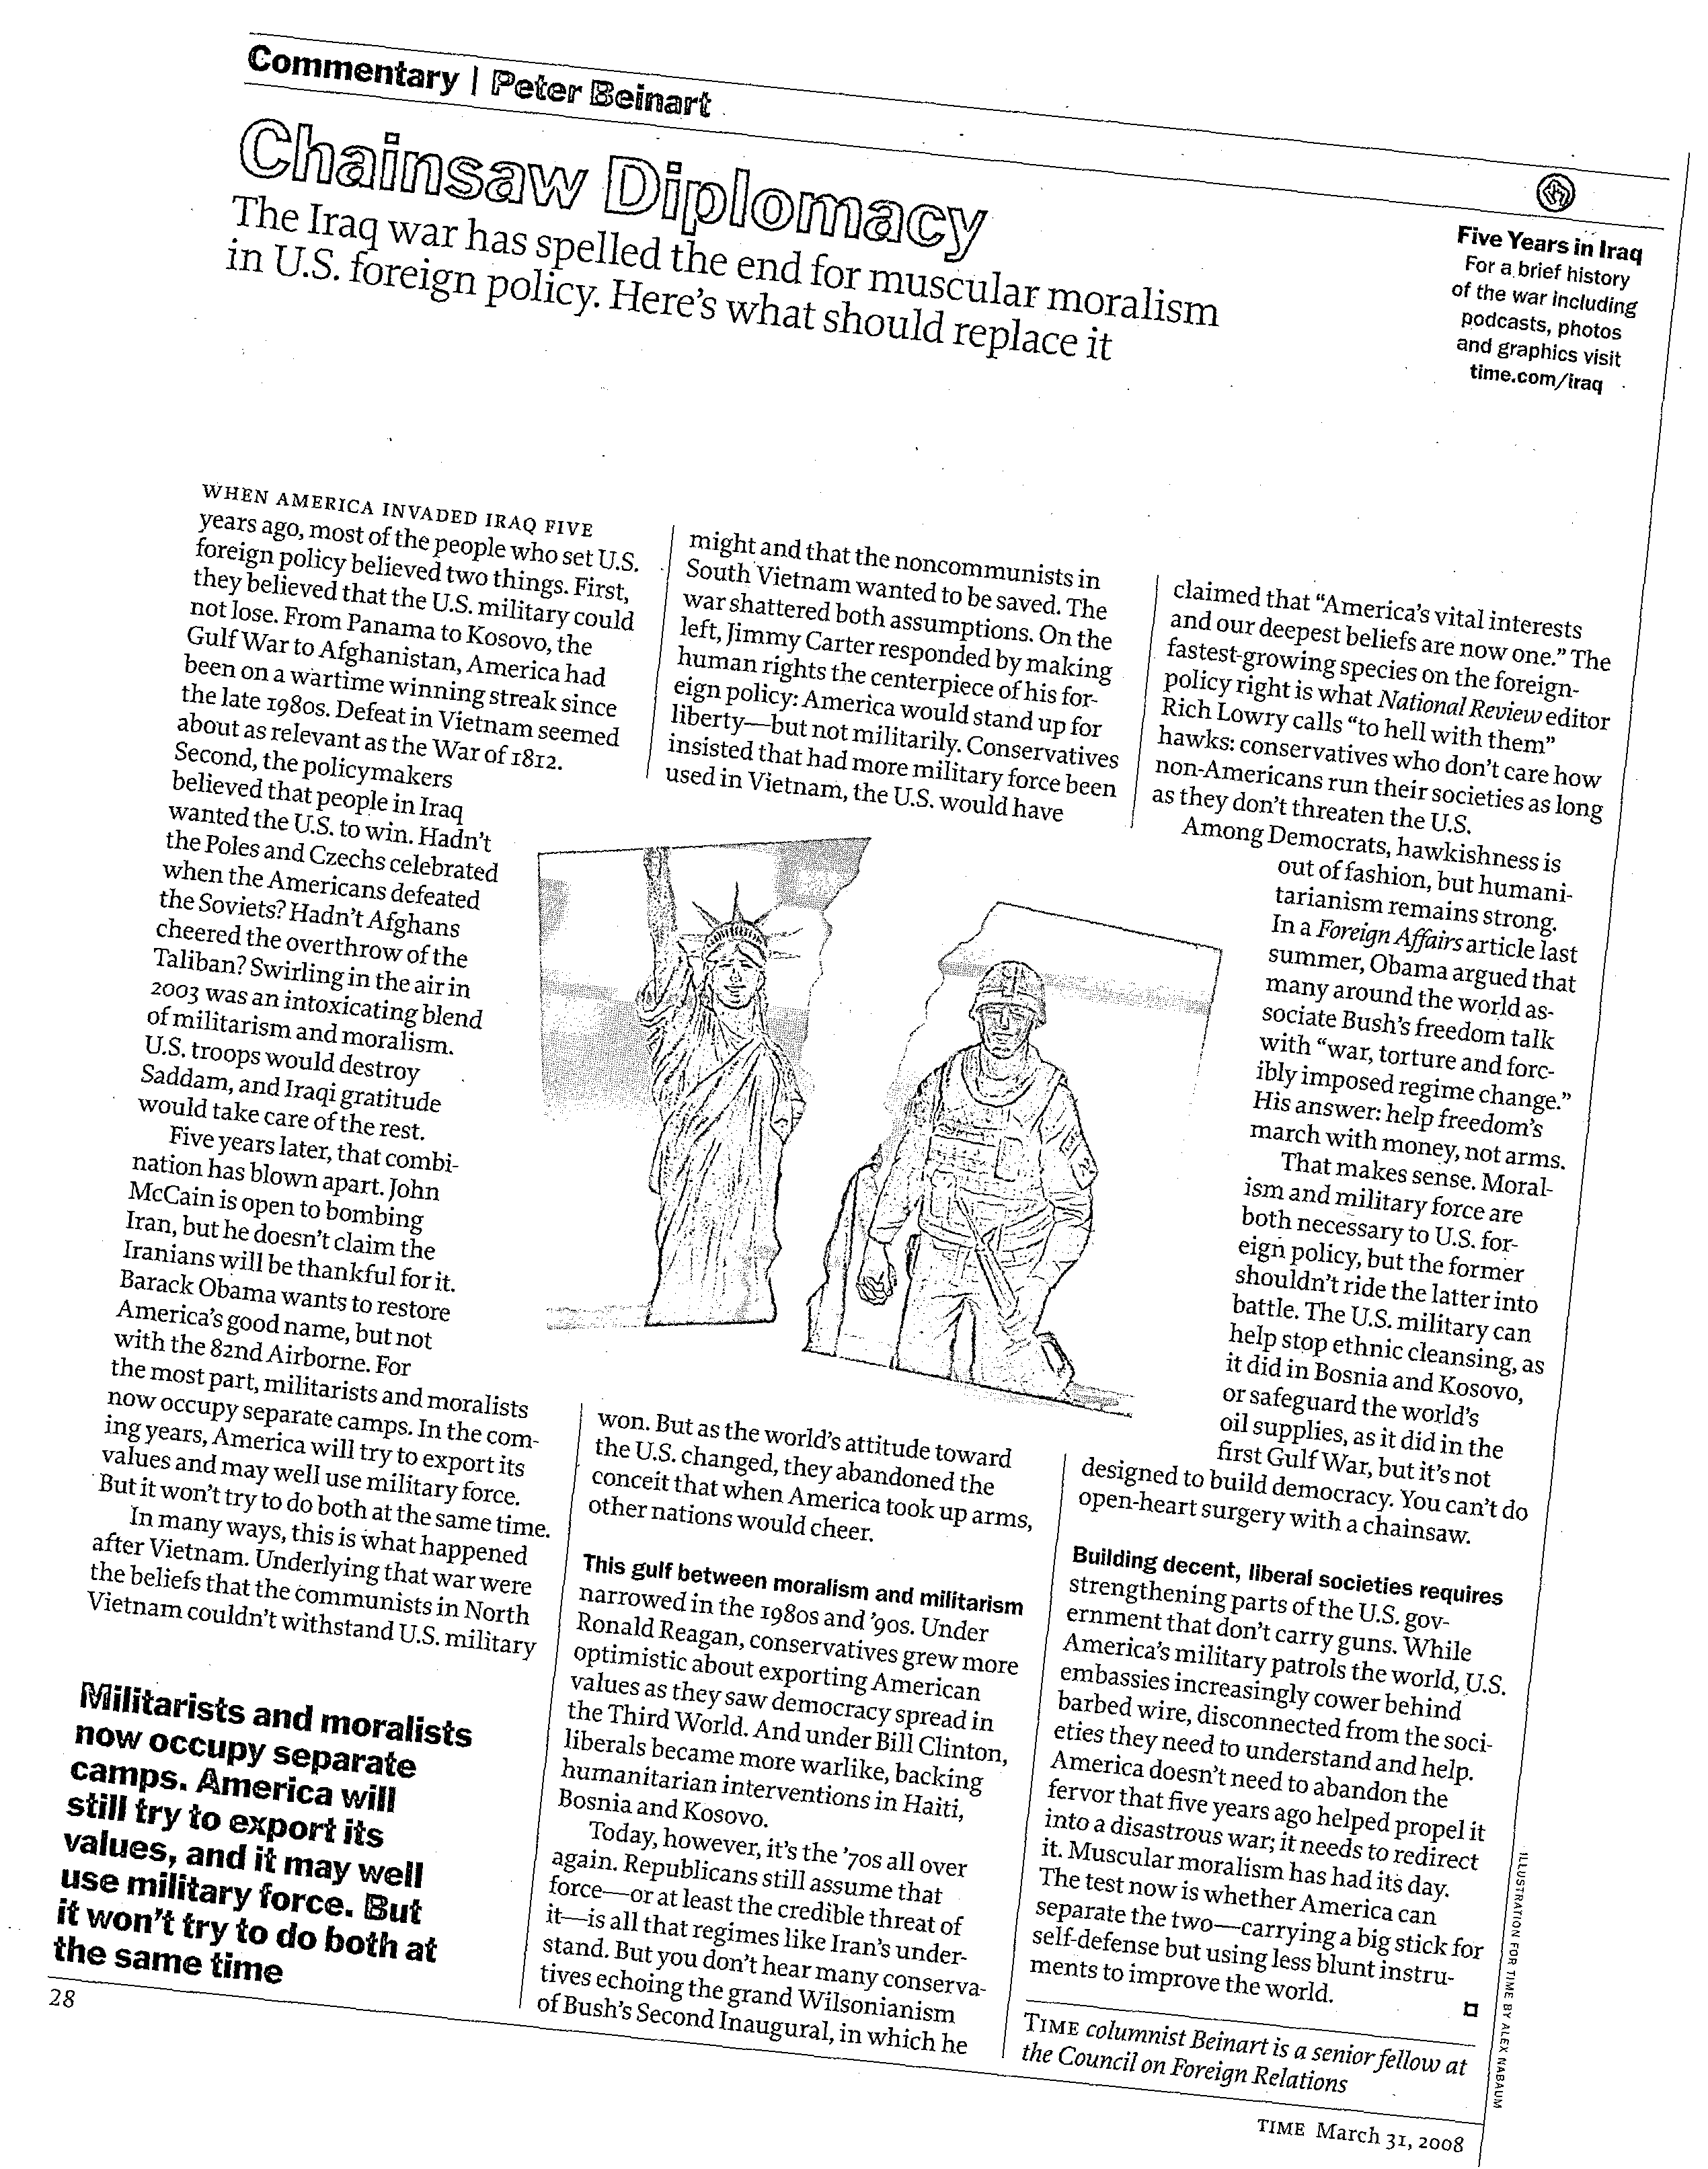 Commentary | Peter Beinart
Chainsaw Diplomacy
The Iraq war has spelled the end for muscular moralism
in U.S. foreign policy. Here's what should replace it
Five Years in Iraq
For a brief history
of the war including
podcasts, photos
and graphics visit
time.com/iraq
WHEN AMERICA INVADED IRAQ FIVE
years ago, most of the people who set U.S.
foreign policy believed two things. First,
they believed that the U.S. military could
not lose. From Panama to Kosovo, the
Gulf War to Afghanistan, America had
been on a wartime winning streak since
the late 1980s. Defeat in Vietnam seemed
about as relevant as the War of 1812.
Second, the policymakers
believed that people in Iraq
wanted the U.S. to win. Hadn't
the Poles and Czechs celebrated
when the Americans defeated
the Soviets? Hadn't Afghans
cheered the overthrow of the
Taliban? Swirling in the air in
2003 was an intoxicating blend
of militarism and moralism.
U.S. troops would destroy
Saddam, and Iraqi gratitude
would take care of the rest.
Five years later, that combi-
nation has blown apart. John
McCain is open to bombing
Iran, but he doesn't claim the
Iranians will be thankful for it.
Barack Obama wants to restore
America's good name, but not
with the 82nd Airborne. For
the most part, militarists and moralists
now occupy separate camps. In the com-
ing years, America will try to export its
values and may well use military force.
But it won't try to do both at the same time.
In many ways, this is what happened
after Vietnam. Underlying that war were
the beliefs that the communists in North
Vietnam couldn't withstand U.S. military
Militarists and moralists
now occupy separate
camps. America will
still try to export its
values, and it may well
use military force. But
it won't try to do both at
the same time
might and that the noncommunists in
South Vietnam wanted to be saved. The
war shattered both assumptions. On the
left, Jimmy Carter responded by making
human rights the centerpiece of his for-
eign policy: America would stand up for
liberty—but not militarily. Conservatives
insisted that had more military force been
used in Vietnam, the U.S. would have
won. But as the world's attitude toward
the U.S. changed, they abandoned the
conceit that when America took up arms,
other nations would cheer.
This gulf between moralism and militarism
narrowed in the 1980s and '90s. Under
Ronald Reagan, conservatives grew more
optimistic about exporting American
values as they saw democracy spread in
the Third World. And under Bill Clinton,
liberals became more warlike, backing
humanitarian interventions in Haiti,
Bosnia and Kosovo.
Today, however, it's the '70s all over
again. Republicans still assume that
force—or at least the credible threat of
it—is all that regimes like Iran's under-
stand. But you don't hear many conserva-
tives echoing the grand Wilsonianism
of Bush's Second Inaugural, in which he
claimed that "America's vital interests
and our deepest beliefs are now one." The
fastest-growing species on the foreign-
policy right is what National Review editor
Rich Lowry calls "to hell with them"
hawks: conservatives who don't care how
non-Americans run their societies as long
as they don't threaten the U.S.
Among Democrats, hawkishness is
out of fashion, but humani-
tarianism remains strong.
In a Foreign Affairs article last
summer, Obama argued that
many around the world as-
sociate Bush's freedom talk
with "war, torture and forc-
ibly imposed regime change."
His answer: help freedom's
march with money, not arms.
That makes sense. Moral-
ism and military force are
both necessary to U.S. for-
eign policy, but the former
shouldn't ride the latter into
battle. The U.S. military can
help stop ethnic cleansing, as
it did in Bosnia and Kosovo,
or safeguard the world's
oil supplies, as it did in the
first Gulf War, but it's not
designed to build democracy. You can't do
open-heart surgery with a chainsaw.
Building decent, liberal societies requires
strengthening parts of the U.S. gov-
ernment that don't carry guns. While
America's military patrols the world, U.S.
embassies increasingly cower behind
barbed wire, disconnected from the soci-
eties they need to understand and help.
America doesn't need to abandon the
fervor that five years ago helped propel it
into a disastrous war; it needs to redirect
it. Muscular moralism has had its day.
The test now is whether America can
separate the two—carrying a big stick for
self-defense but using less blunt instru-
ments to improve the world.
TIME columnist Beinart is a senior fellow at
the Council on Foreign Relations
ILLUSTRATION FOR TIME BY ALEX NABAUM
28
TIME March 31, 2008